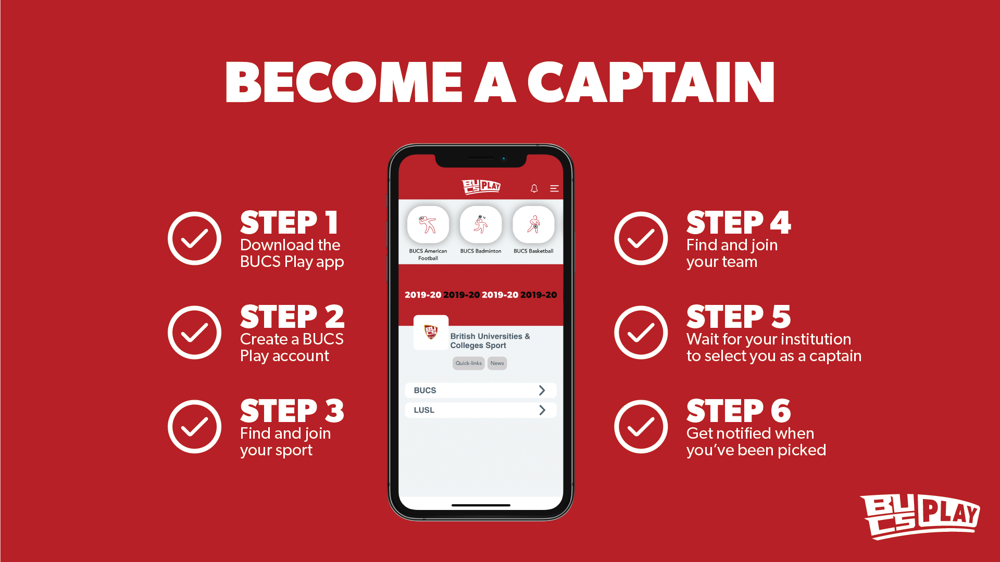 BECOME A CAPTAIN
STEP 1
Download the
BUCS Play app
STEP 2
Create a BUCS
Play account
STEP 3
Find and join
your sport
BUCS PLAY
BUCS American
Football
BUCS Badminton
BUCS Basketball
2019-20 2019-20 2019-20 2019-20
BUCS
British Universities &
Colleges Sport
Quick-links News
BUCS
LUSL
STEP 4
Find and join
your team
STEP 5
Wait for your institution
to select you as a captain
STEP 6
Get notified when
you’ve been picked
BUCS PLAY